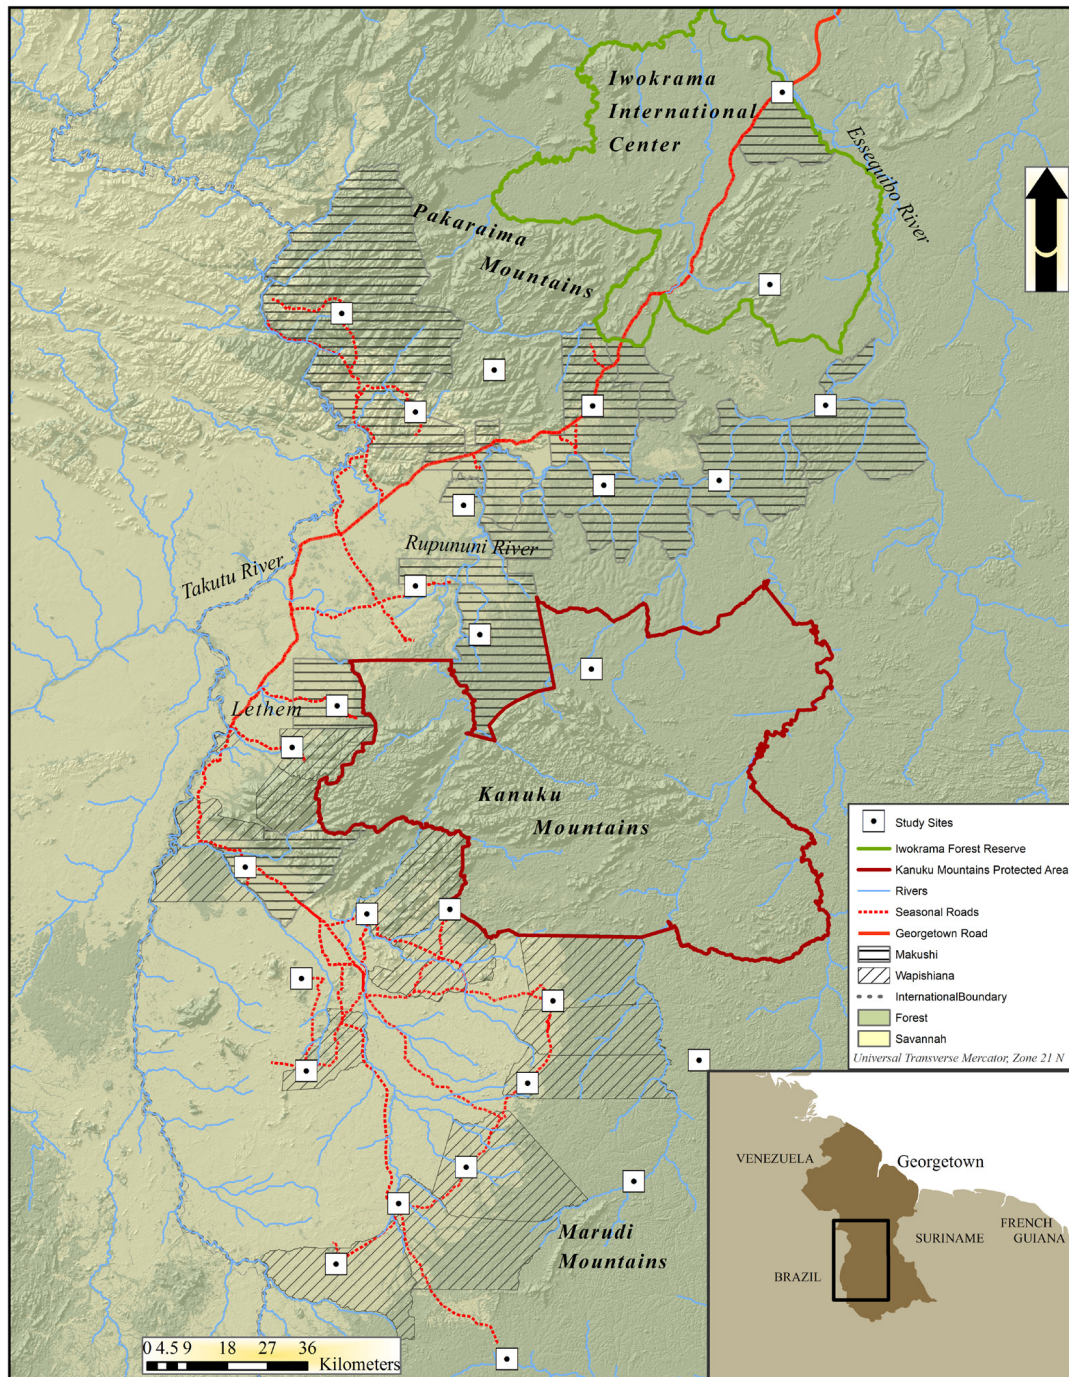 Iwokrama
International
Center
Essequibo River
Pakaraima
Mountains
Rupununi River
Takutu River
Lethem
Kanuku
Mountains
Study Sites
Iwokrama Forest Reserve
Kanuku Mountains Protected Area
Rivers
Seasonal Roads
Georgetown Road
Makushi
Wapishiana
InternationalBoundary
Forest
Savannah
Universal Transverse Mercator, Zone 21 N
VENEZUELA
Georgetown
SURINAME
FRENCH
GUIANA
BRAZIL
Marudi
Mountains
0 4.5 9 18 27 36
Kilometers